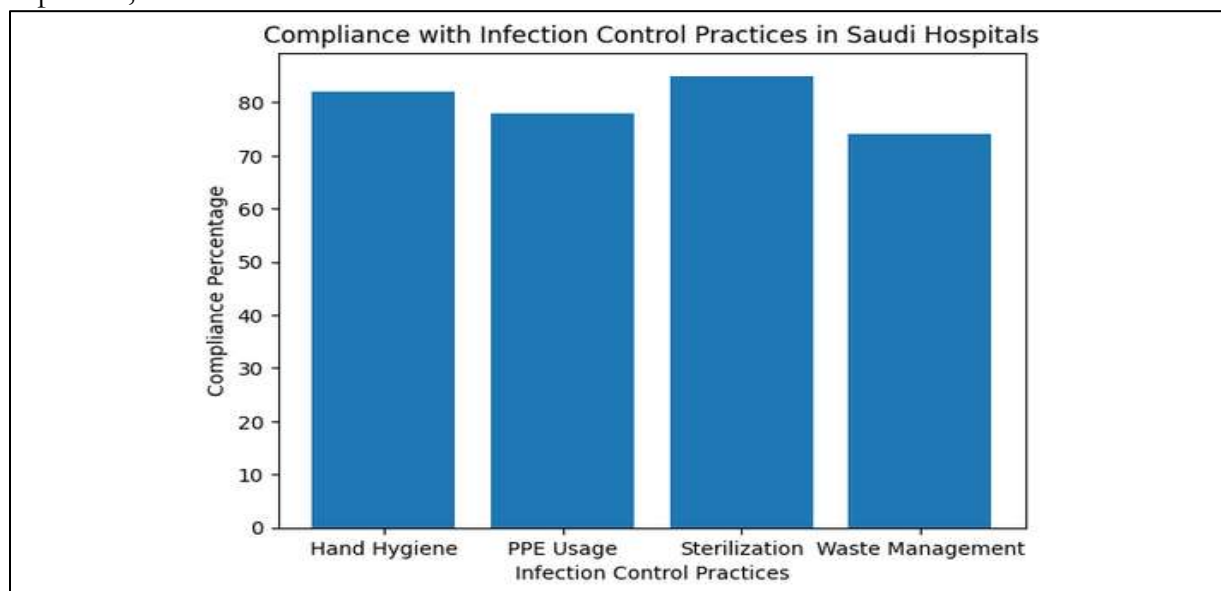 Compliance with Infection Control Practices in Saudi Hospitals
Compliance Percentage
80
70
60
50
40
30
20
10
0
Hand Hygiene PPE Usage Sterilization Waste Management
Infection Control Practices